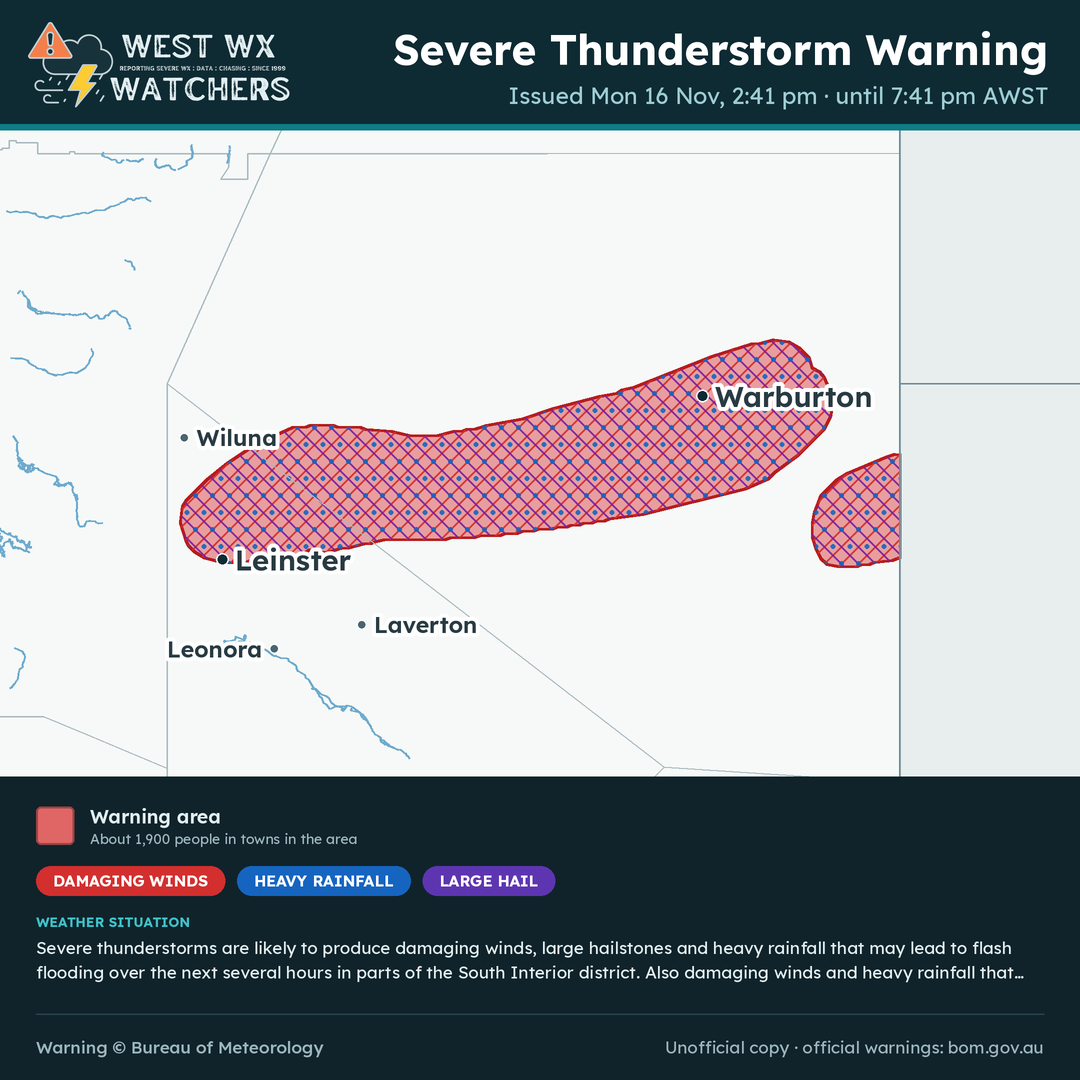 WEST WX
REPORTING SEVERE WX : DATA : CHASING : SINCE 1999
WATCHERS
Severe Thunderstorm Warning
Issued Mon 16 Nov, 2:41 pm · until 7:41 pm AWST
Warburton
Wiluna
Leinster
Laverton
Leonora
Warning area
About 1,900 people in towns in the area
DAMAGING WINDS
HEAVY RAINFALL
LARGE HAIL
WEATHER SITUATION
Severe thunderstorms are likely to produce damaging winds, large hailstones and heavy rainfall that may lead to flash
flooding over the next several hours in parts of the South Interior district. Also damaging winds and heavy rainfall that…
Warning © Bureau of Meteorology
Unofficial copy · official warnings: bom.gov.au